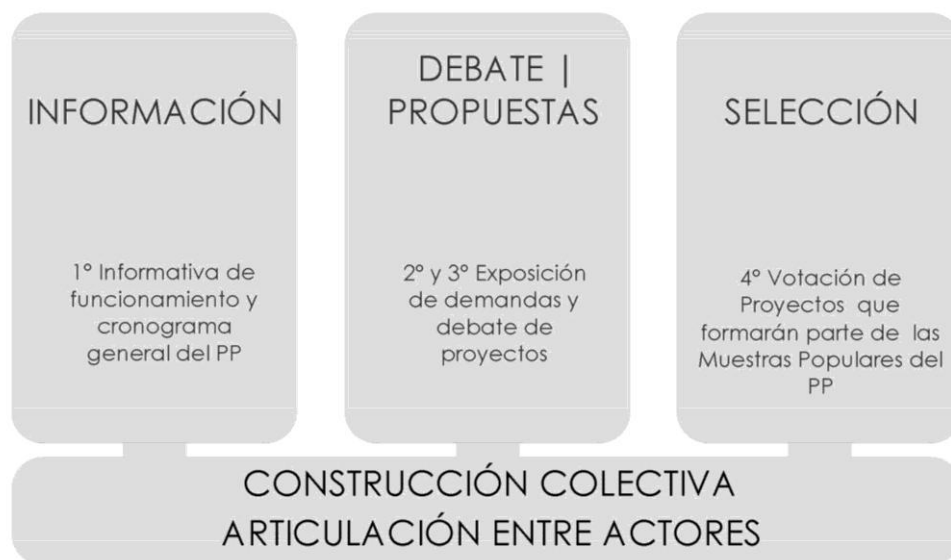 INFORMACIÓN
1° Informativa de
funcionamiento y
cronograma
general del PP
DEBATE |
PROPUESTAS
2° y 3° Exposición
de demandas y
debate de
proyectos
SELECCIÓN
4° Votación de
Proyectos que
formarán parte de las
Muestras Populares del
PP
CONSTRUCCIÓN COLECTIVA
ARTICULACIÓN ENTRE ACTORES